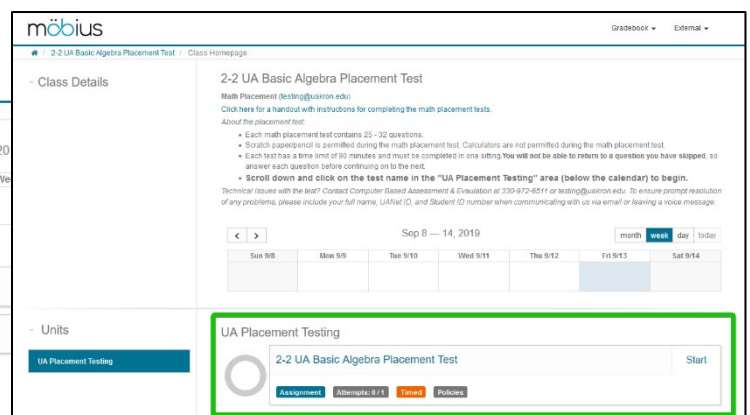 möbius
Gradebook
External
2-2 UA Basic Algebra Placement Test / Class Homepage
- Class Details
2-2 UA Basic Algebra Placement Test
Math Placement (testing@uakron.edu)
Click here for a handout with instructions for completing the math placement tests.
About the placement test:
• Each math placement test contains 25 - 32 questions.
• Scratch paper/pencil is permitted during the math placement test. Calculators are not permitted during the math placement test.
• Each test has a time limit of 90 minutes and must be completed in one sitting.You will not be able to return to a question you have skipped, so
answer each question before continuing on to the next.
• Scroll down and click on the test name in the "UA Placement Testing" area (below the calendar) to begin.
Technical Issues with the test? Contact Computer Based Assessment & Evaulation at 330-972-6511 or testing@uakron.edu. To ensure prompt resolution
of any problems, please include your full name, UANet ID, and Student ID number when communicating with us via email or leaving a voice message.
< > Sep 8 — 14, 2019 month week day today
Sun 9/8 Mon 9/9 Tue 9/10 Wed 9/11 Thu 9/12 Fri 9/13 Sat 9/14
- Units
UA Placement Testing
UA Placement Testing
2-2 UA Basic Algebra Placement Test Start
Assignment Attempts: 0 / 1 Timed Policies